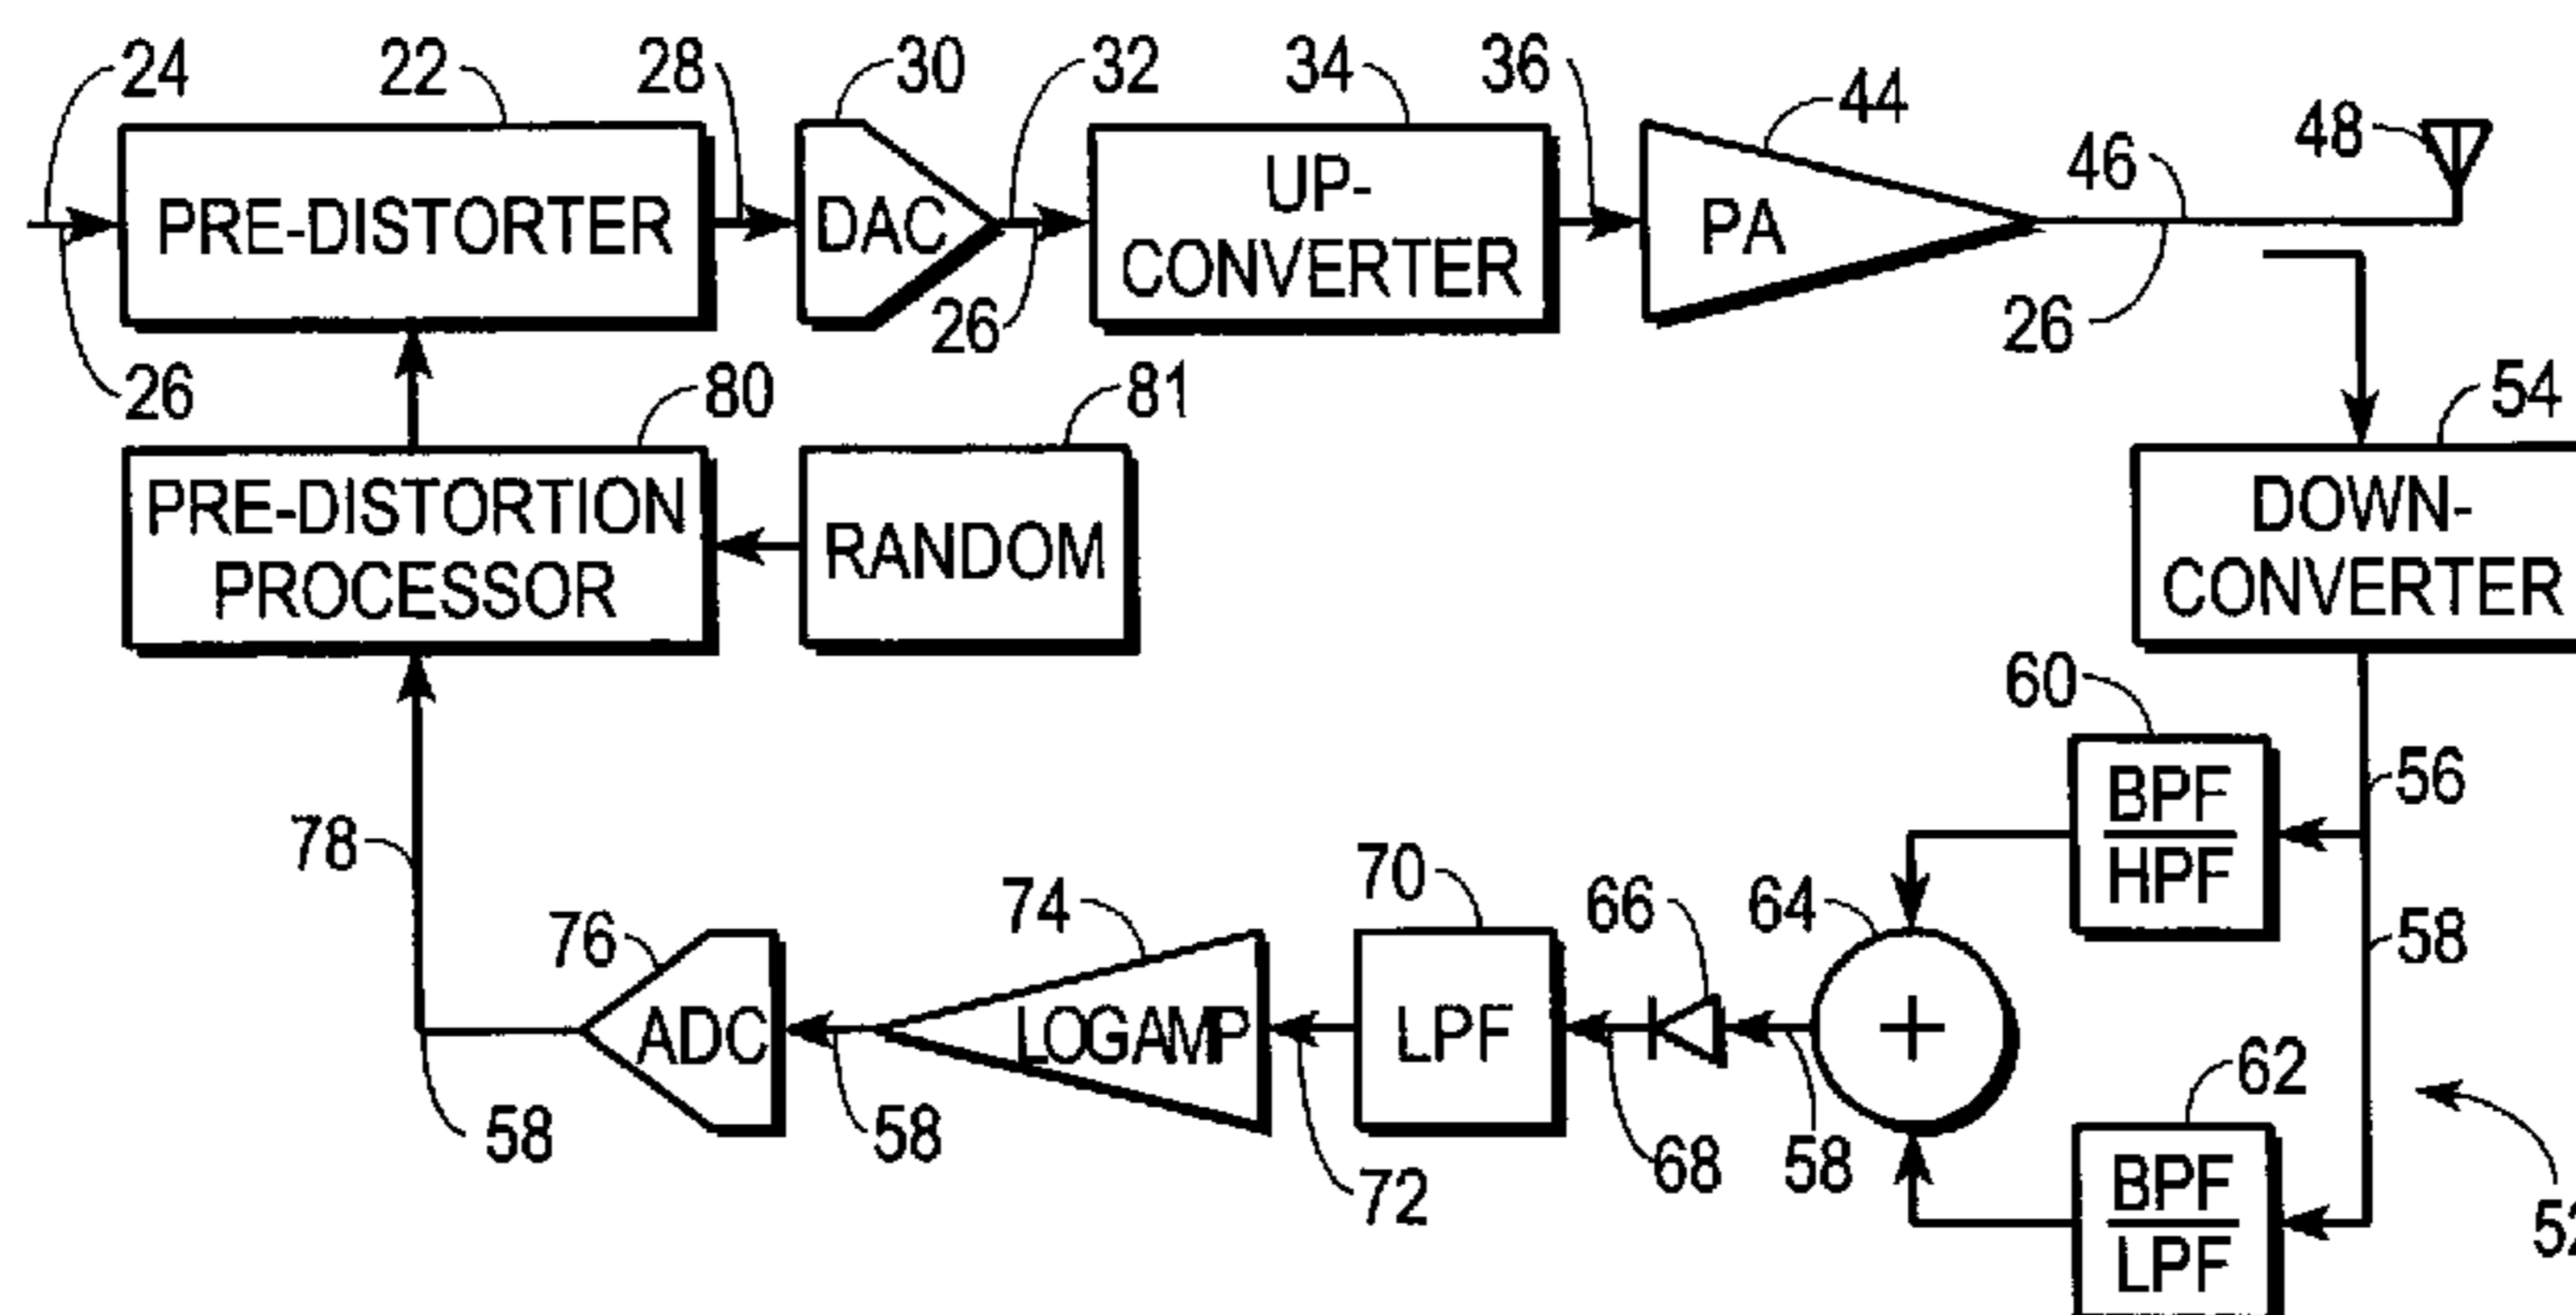 24
22
28
30
32
34
36
44
46
48
PRE-DISTORTER
DAC
UP-
CONVERTER
PA
26
26
26
80
81
54
PRE-DISTORTION
PROCESSOR
RANDOM
DOWN-
CONVERTER
60
BPF
HPF
56
58
78
76
74
70
66
64
ADC
LOGAMP
LPF
+
62
58
58
72
68
58
BPF
LPF